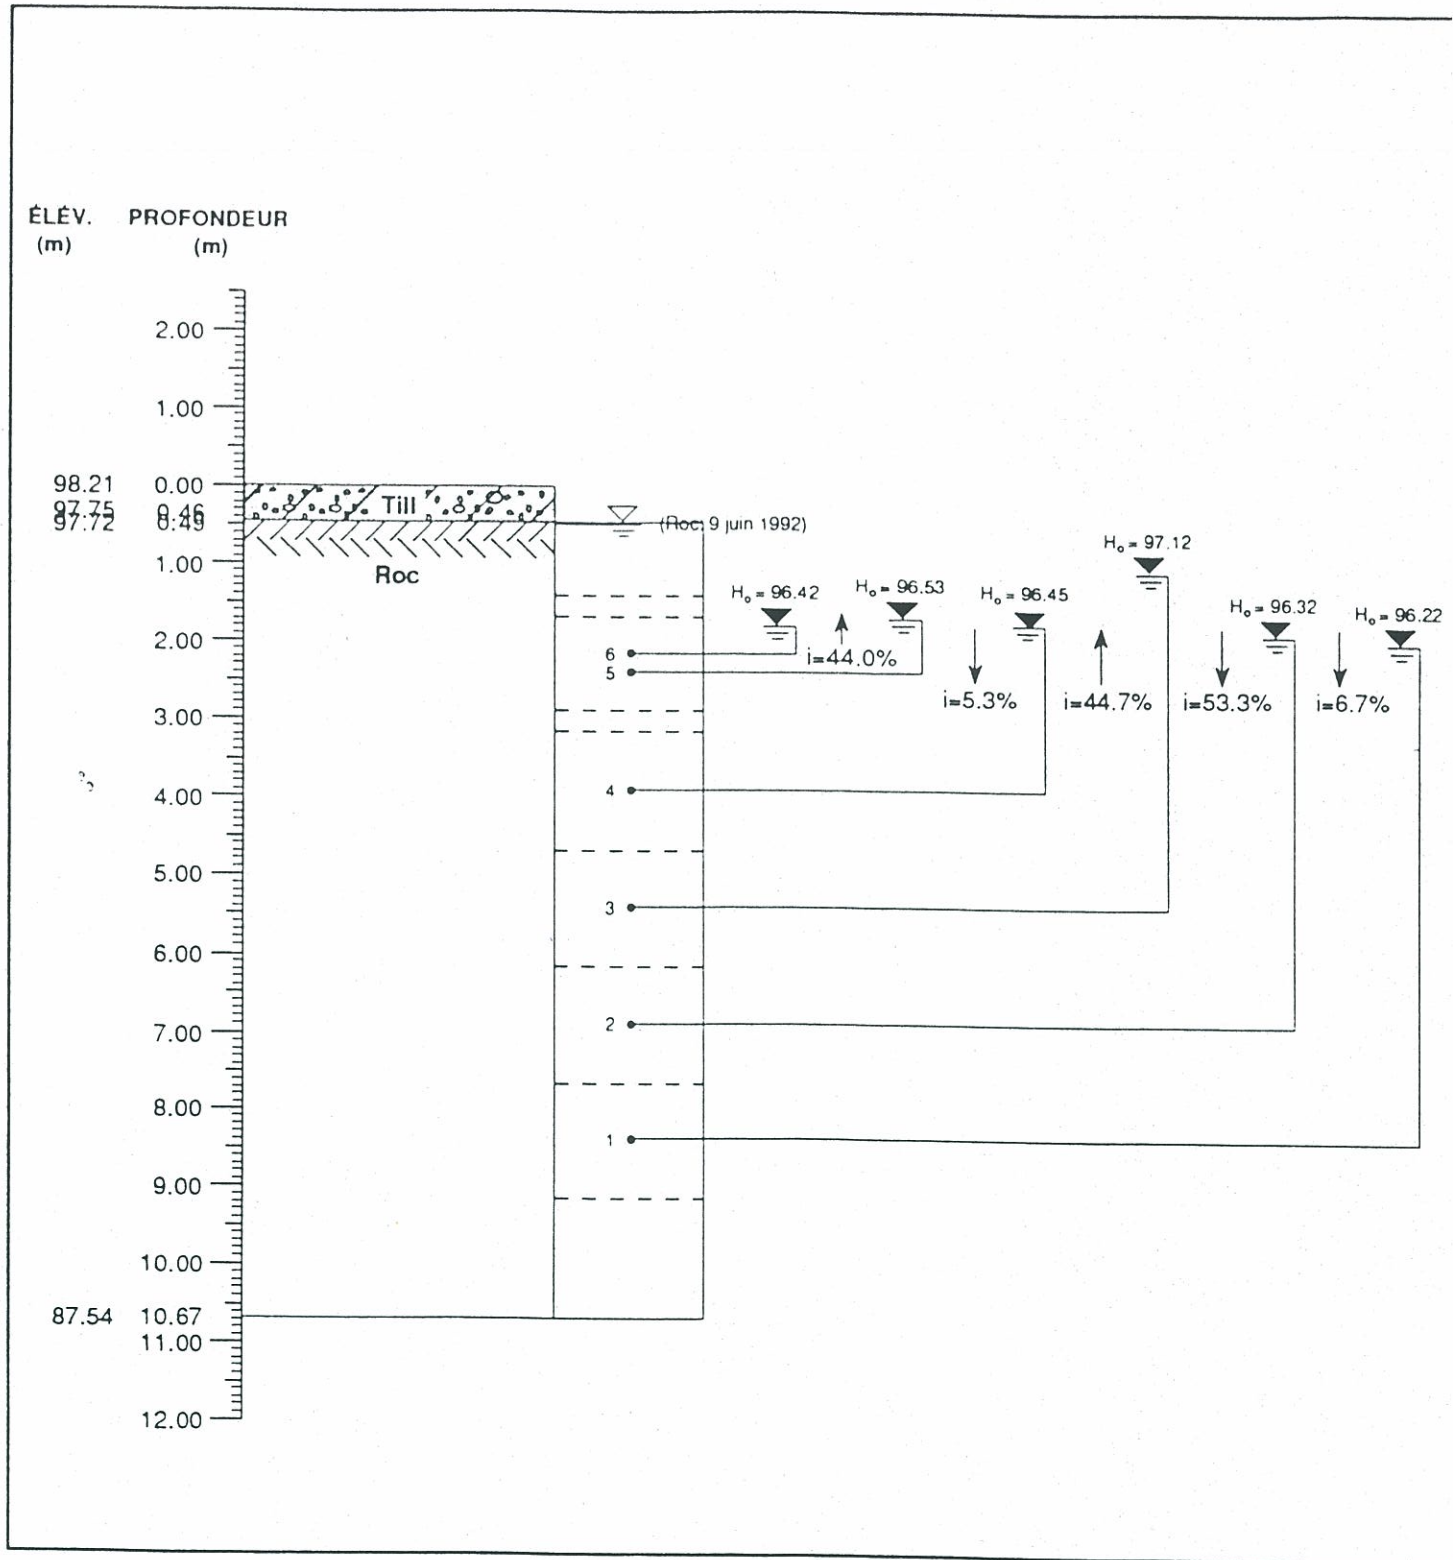 ÉLÉV. PROFONDEUR
(m) (m)
2.00
1.00
98.21 0.00
97.75 0.46
97.72 0.49
Till
(Roc: 9 juin 1992)
1.00
Roc
H₀ = 97.12
H₀ = 96.42
H₀ = 96.53
H₀ = 96.45
H₀ = 96.32
H₀ = 96.22
2.00
6
5
i=44.0%
i=5.3%
i=44.7%
i=53.3%
i=6.7%
3.00
4.00
4
5.00
3
6.00
7.00
2
8.00
1
9.00
10.00
87.54 10.67
11.00
12.00